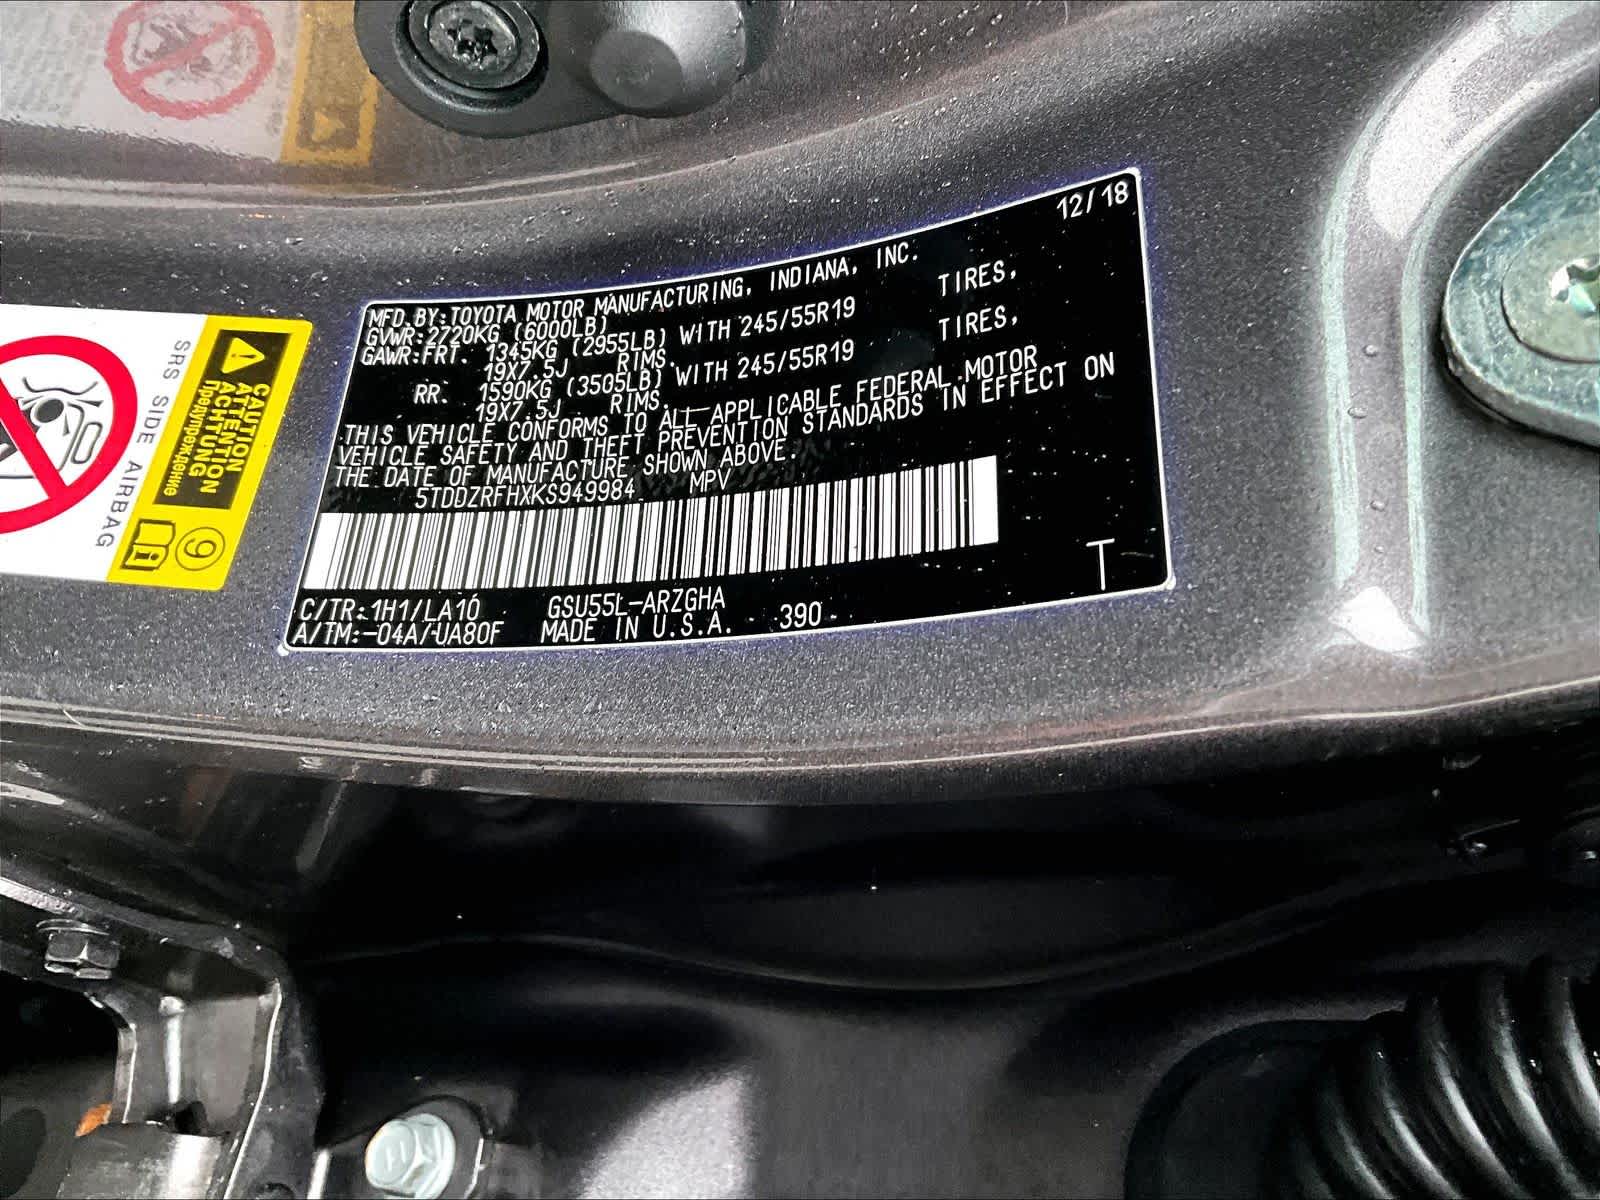 12/18
MFD.BY:TOYOTA MOTOR MANUFACTURING, INDIANA, INC.
GVWR:2720KG (6000LB)
GAWR:FRT. 1345KG (2955LB) WITH 245/55R19 TIRES,
19X7.5J RIMS,
RR. 1590KG (3505LB) WITH 245/55R19 TIRES,
19X7.5J RIMS.
THIS VEHICLE CONFORMS TO ALL APPLICABLE FEDERAL MOTOR
VEHICLE SAFETY AND THEFT PREVENTION STANDARDS IN EFFECT ON
THE DATE OF MANUFACTURE SHOWN ABOVE.
5TDDZRFHXKS949984 MPV
T
C/TR:1H1/LA10 GSU55L-ARZGHA
A/TM:-04A/UA80F MADE IN U.S.A. 390
CAUTION
ATTENTION
ACHTUNG
Предупреждение
SRS SIDE AIRBAG
9
i